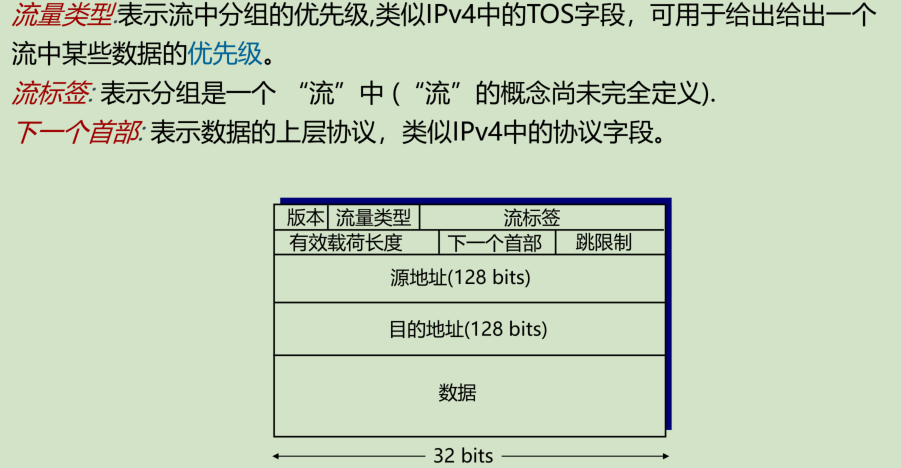 流量类型:表示流中分组的优先级,类似IPv4中的TOS字段，可用于给出给出一个
流中某些数据的优先级。
流标签: 表示分组是一个 “流”中 (“流”的概念尚未完全定义).
下一个首部: 表示数据的上层协议，类似IPv4中的协议字段。
版本 流量类型 流标签
有效载荷长度 下一个首部 跳限制
源地址(128 bits)
目的地址(128 bits)
数据
32 bits